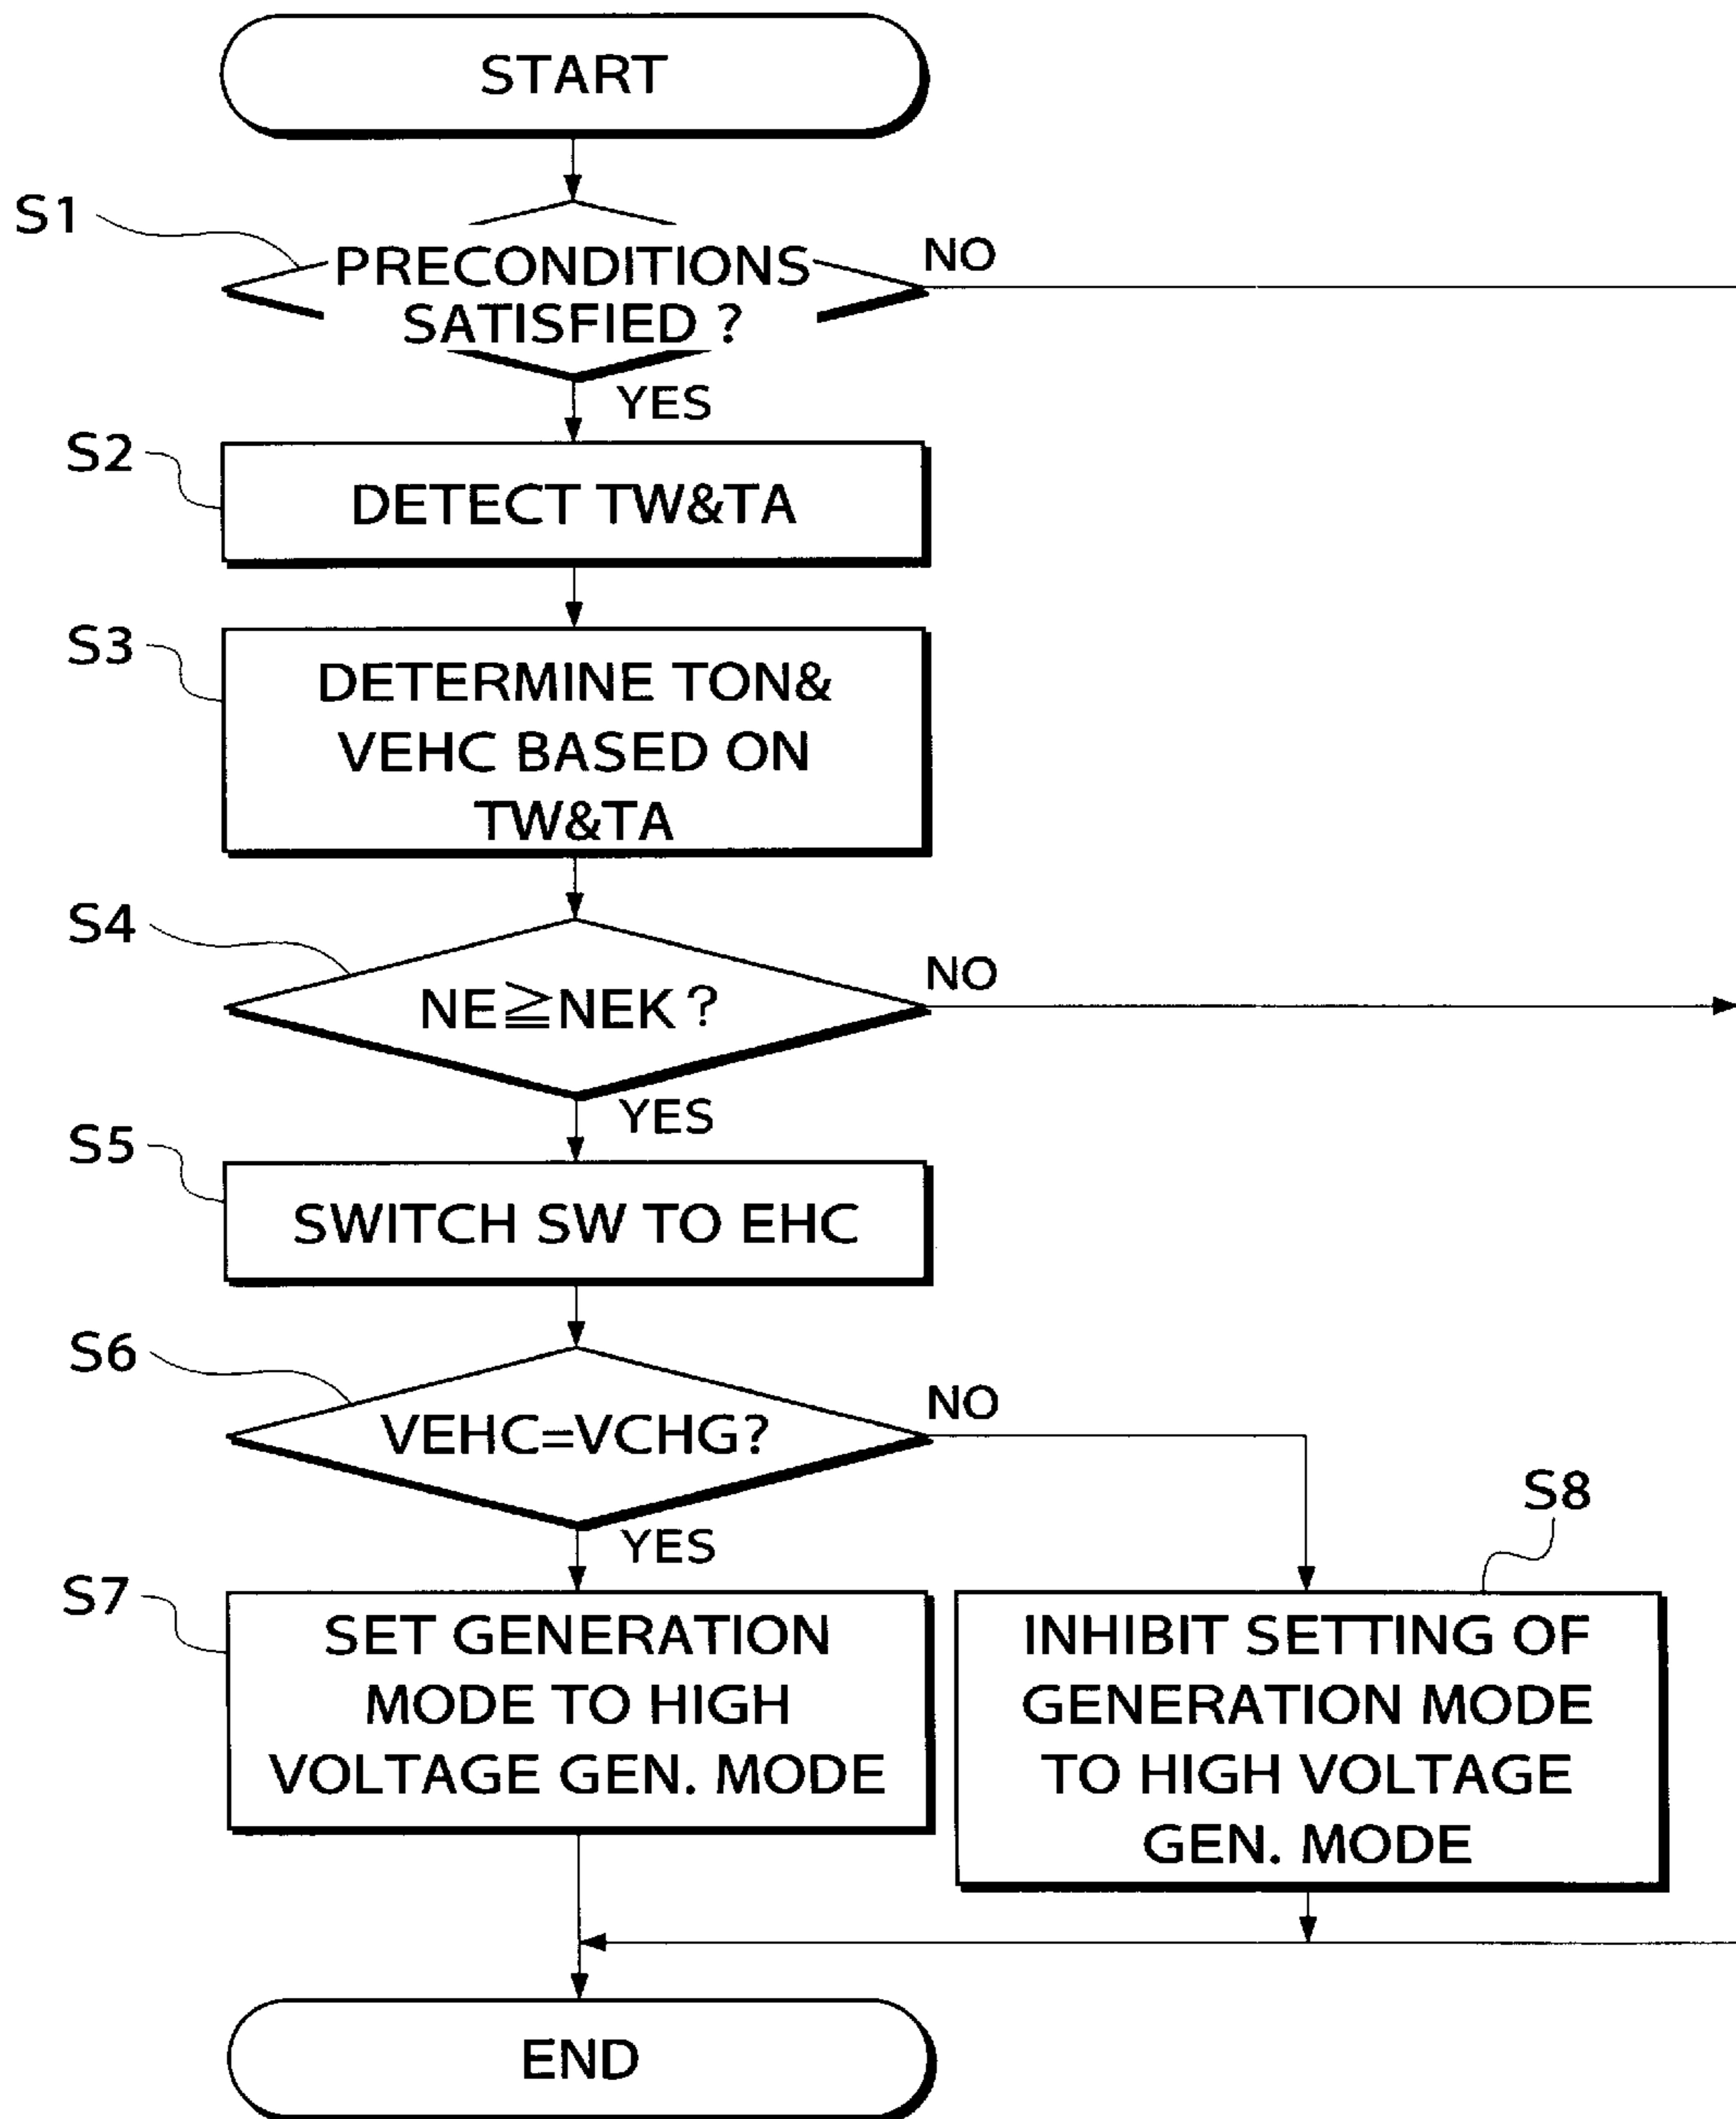 START
S1
PRECONDITIONS
SATISFIED ?
NO
YES
S2
DETECT TW&TA
S3
DETERMINE TON&
VEHC BASED ON
TW&TA
S4
NE≧NEK ?
NO
YES
S5
SWITCH SW TO EHC
S6
VEHC=VCHG?
NO
YES
S7
SET GENERATION
MODE TO HIGH
VOLTAGE GEN. MODE
S8
INHIBIT SETTING OF
GENERATION MODE
TO HIGH VOLTAGE
GEN. MODE
END